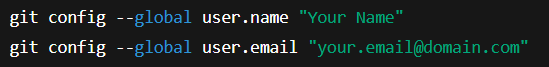 git config --global user.name "Your Name"
git config --global user.email "your.email@domain.com"